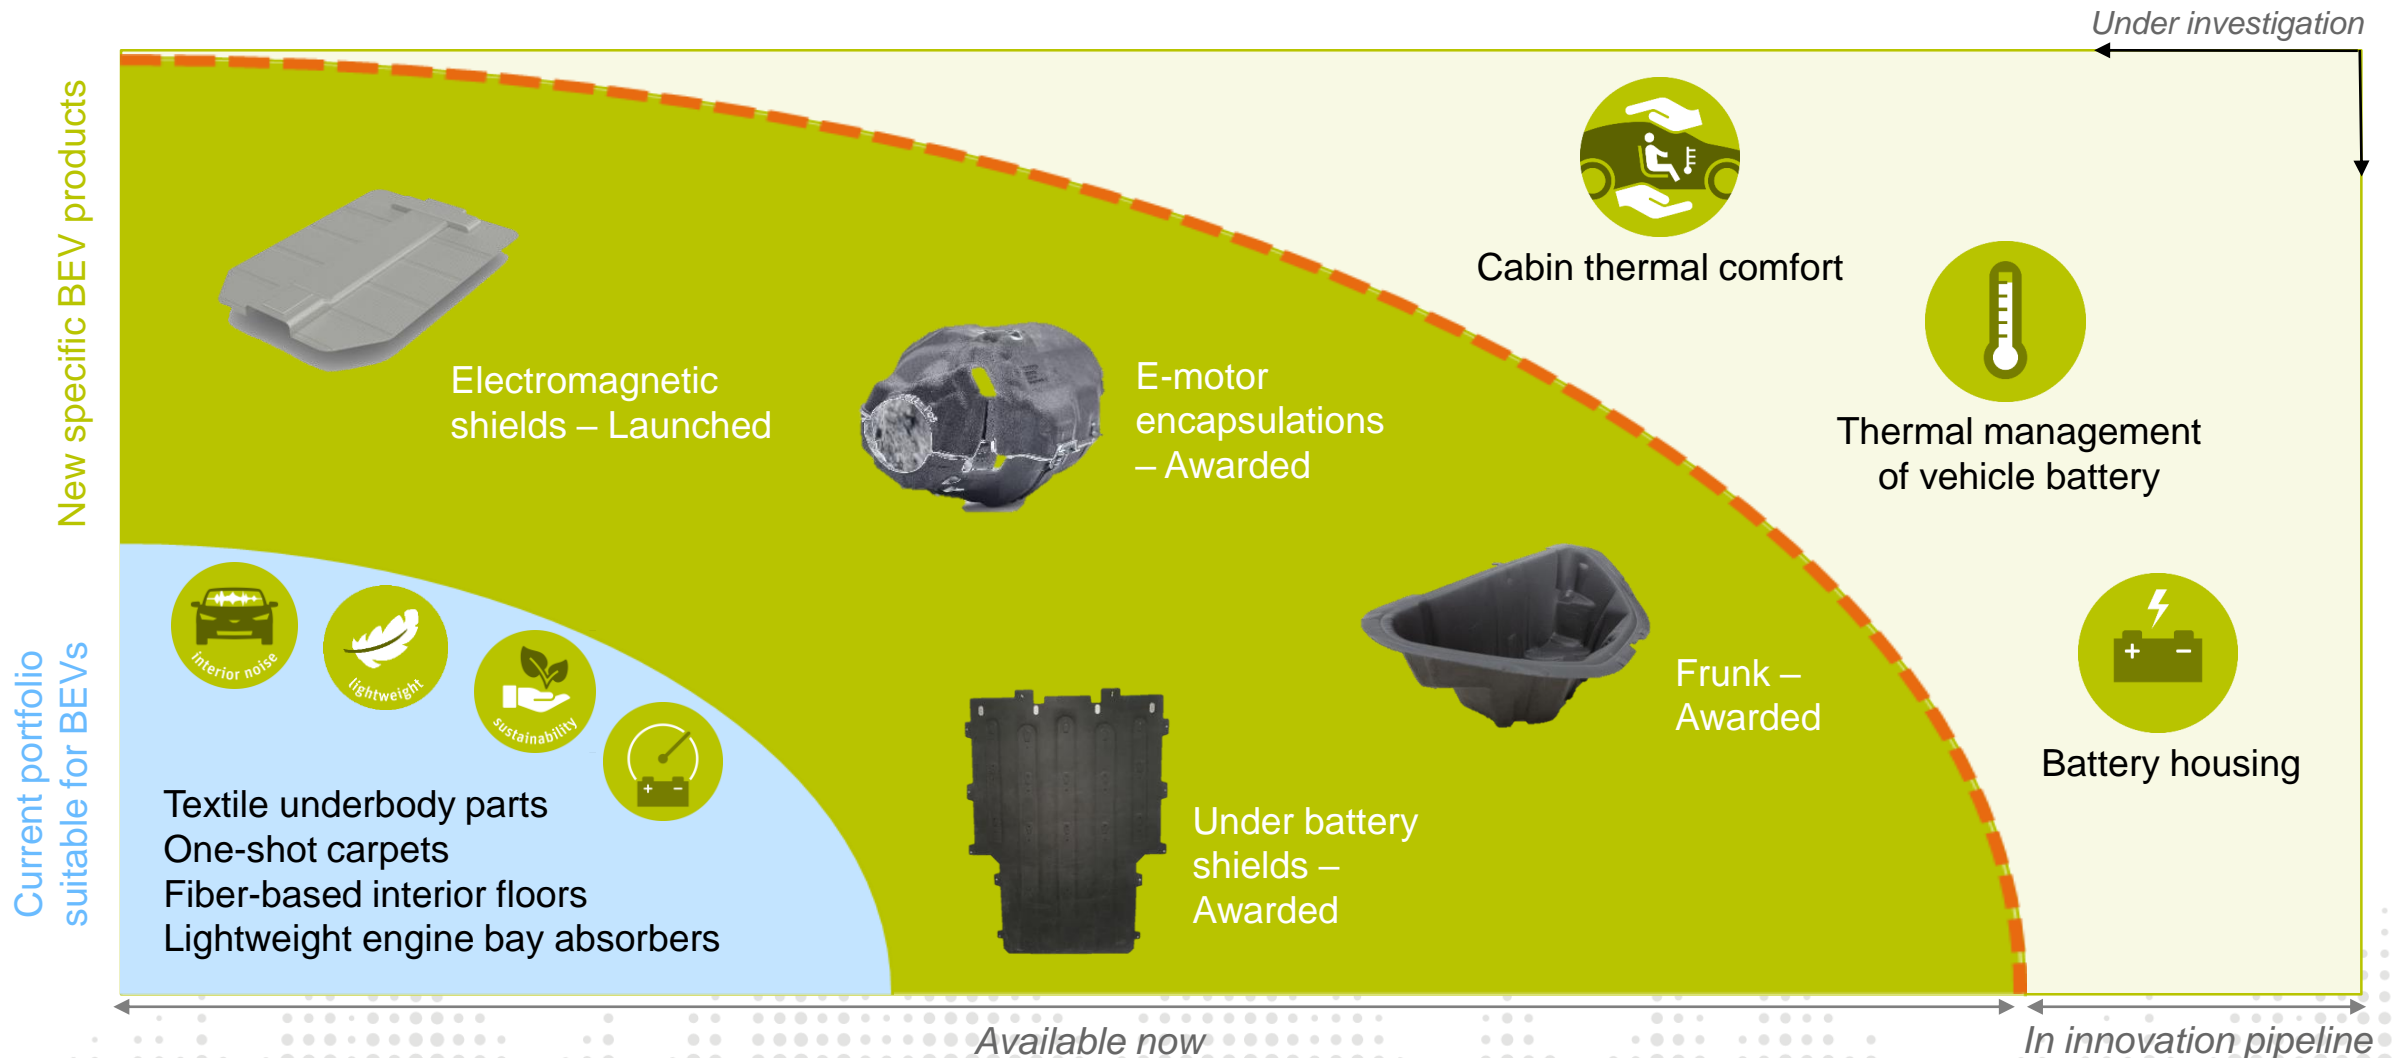 Under investigation
New specific BEV products
Cabin thermal comfort
Electromagnetic
shields – Launched
E-motor
encapsulations
– Awarded
Thermal management
of vehicle battery
Current portfolio
suitable for BEVs
interior noise
lightweight
sustainability
+ −
Textile underbody parts
One-shot carpets
Fiber-based interior floors
Lightweight engine bay absorbers
Frunk –
Awarded
Under battery
shields –
Awarded
+ −
Battery housing
Available now
In innovation pipeline